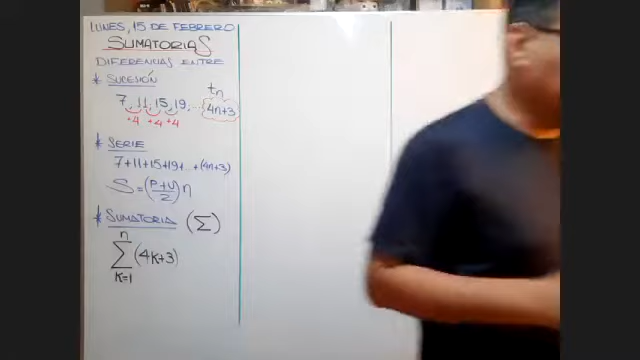 LUNES, 15 DE FEBRERO
SUMATORIAS
DIFERENCIAS ENTRE
* SUCESIÓN
tn
7, 11, 15, 19, ... 4n+3
+4 +4 +4
* SERIE
7+11+15+19+...+(4n+3)
S=(P+U/2)n
* SUMATORIA (Σ)
n
Σ(4k+3)
k=1